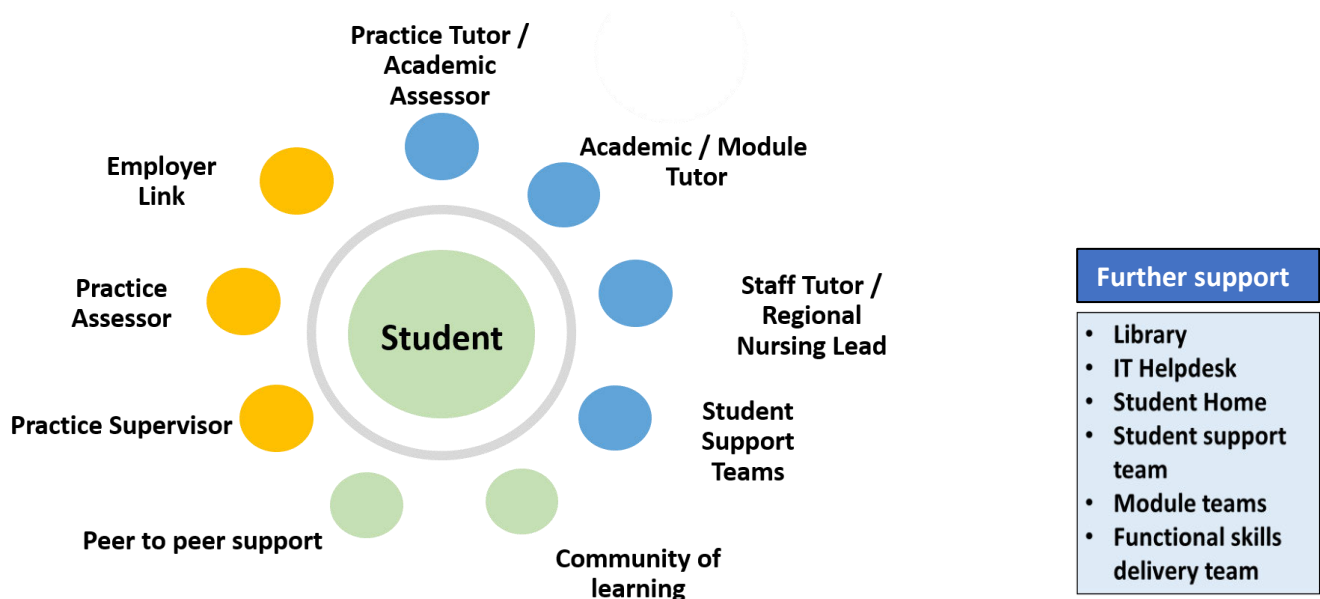 Practice Tutor /
Academic
Assessor
Academic / Module
Tutor
Employer
Link
Staff Tutor /
Regional
Nursing Lead
Practice
Assessor
Student
Student
Support
Teams
Practice Supervisor
Peer to peer support
Community of
learning
Further support
• Library
• IT Helpdesk
• Student Home
• Student support
team
• Module teams
• Functional skills
delivery team